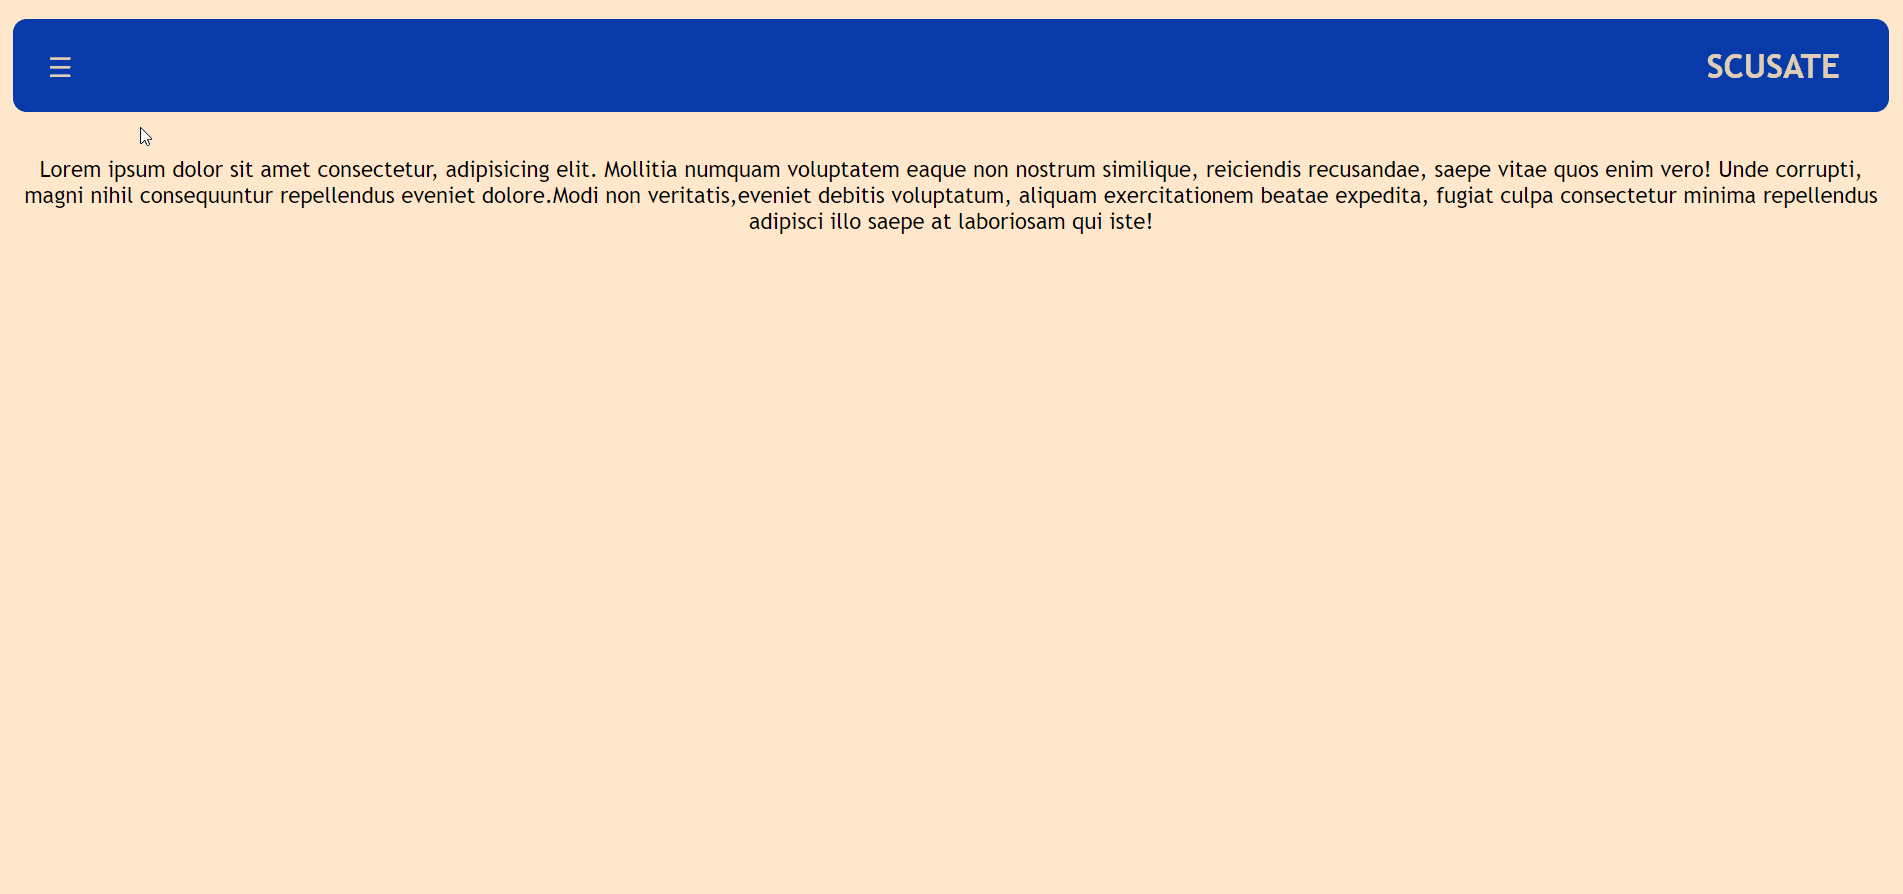 ☰
SCUSATE
Lorem ipsum dolor sit amet consectetur, adipisicing elit. Mollitia numquam voluptatem eaque non nostrum similique, reiciendis recusandae, saepe vitae quos enim vero! Unde corrupti,
magni nihil consequuntur repellendus eveniet dolore.Modi non veritatis,eveniet debitis voluptatum, aliquam exercitationem beatae expedita, fugiat culpa consectetur minima repellendus
adipisci illo saepe at laboriosam qui iste!